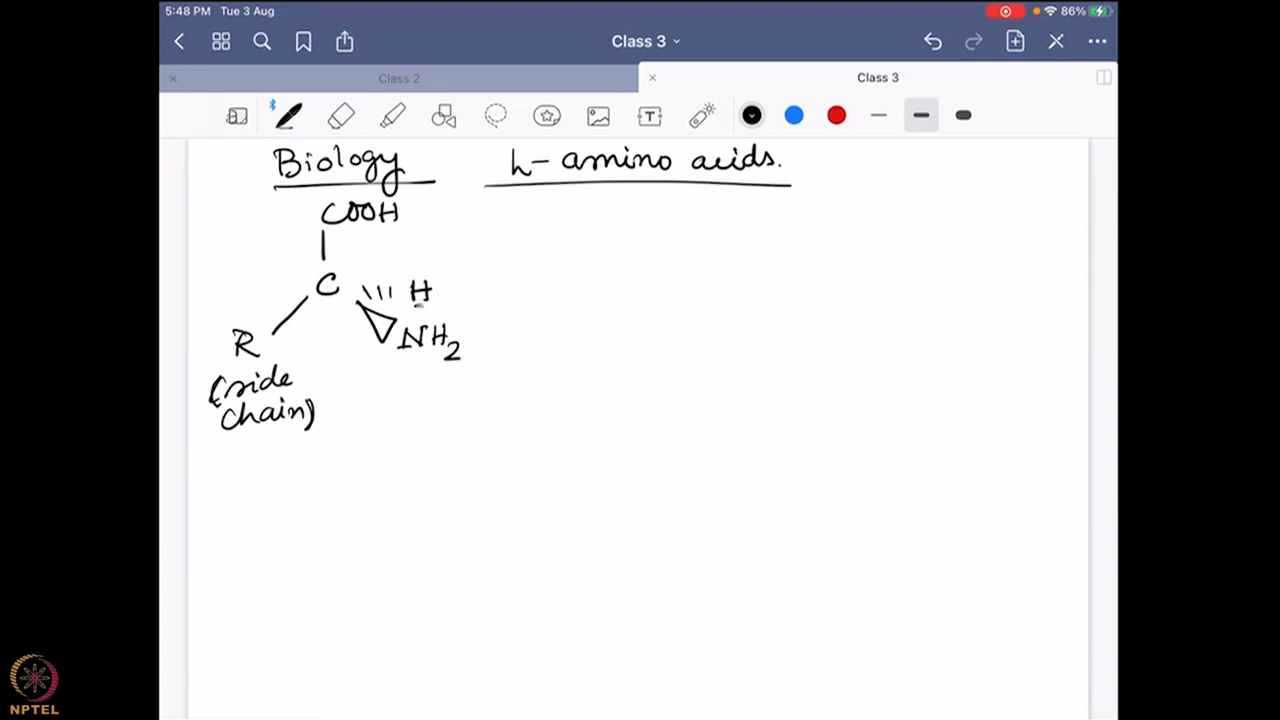 5:48 PM Tue 3 Aug
86%
Class 3
Class 2
Class 3
T
Biology
L- amino acids.
COOH
C
H
R
NH2
(side
chain)
NPTEL